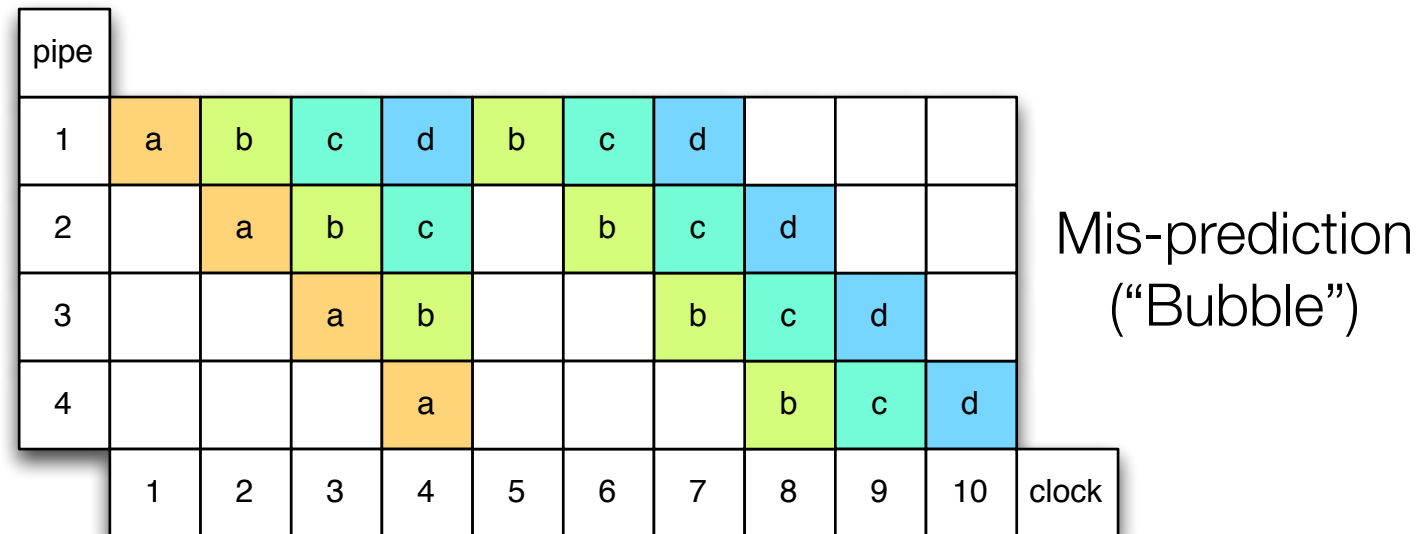 pipe
1 a b c d b c d
2 a b c b c d
3 a b b c d
4 a b c d
1 2 3 4 5 6 7 8 9 10 clock
Mis-prediction
(“Bubble”)